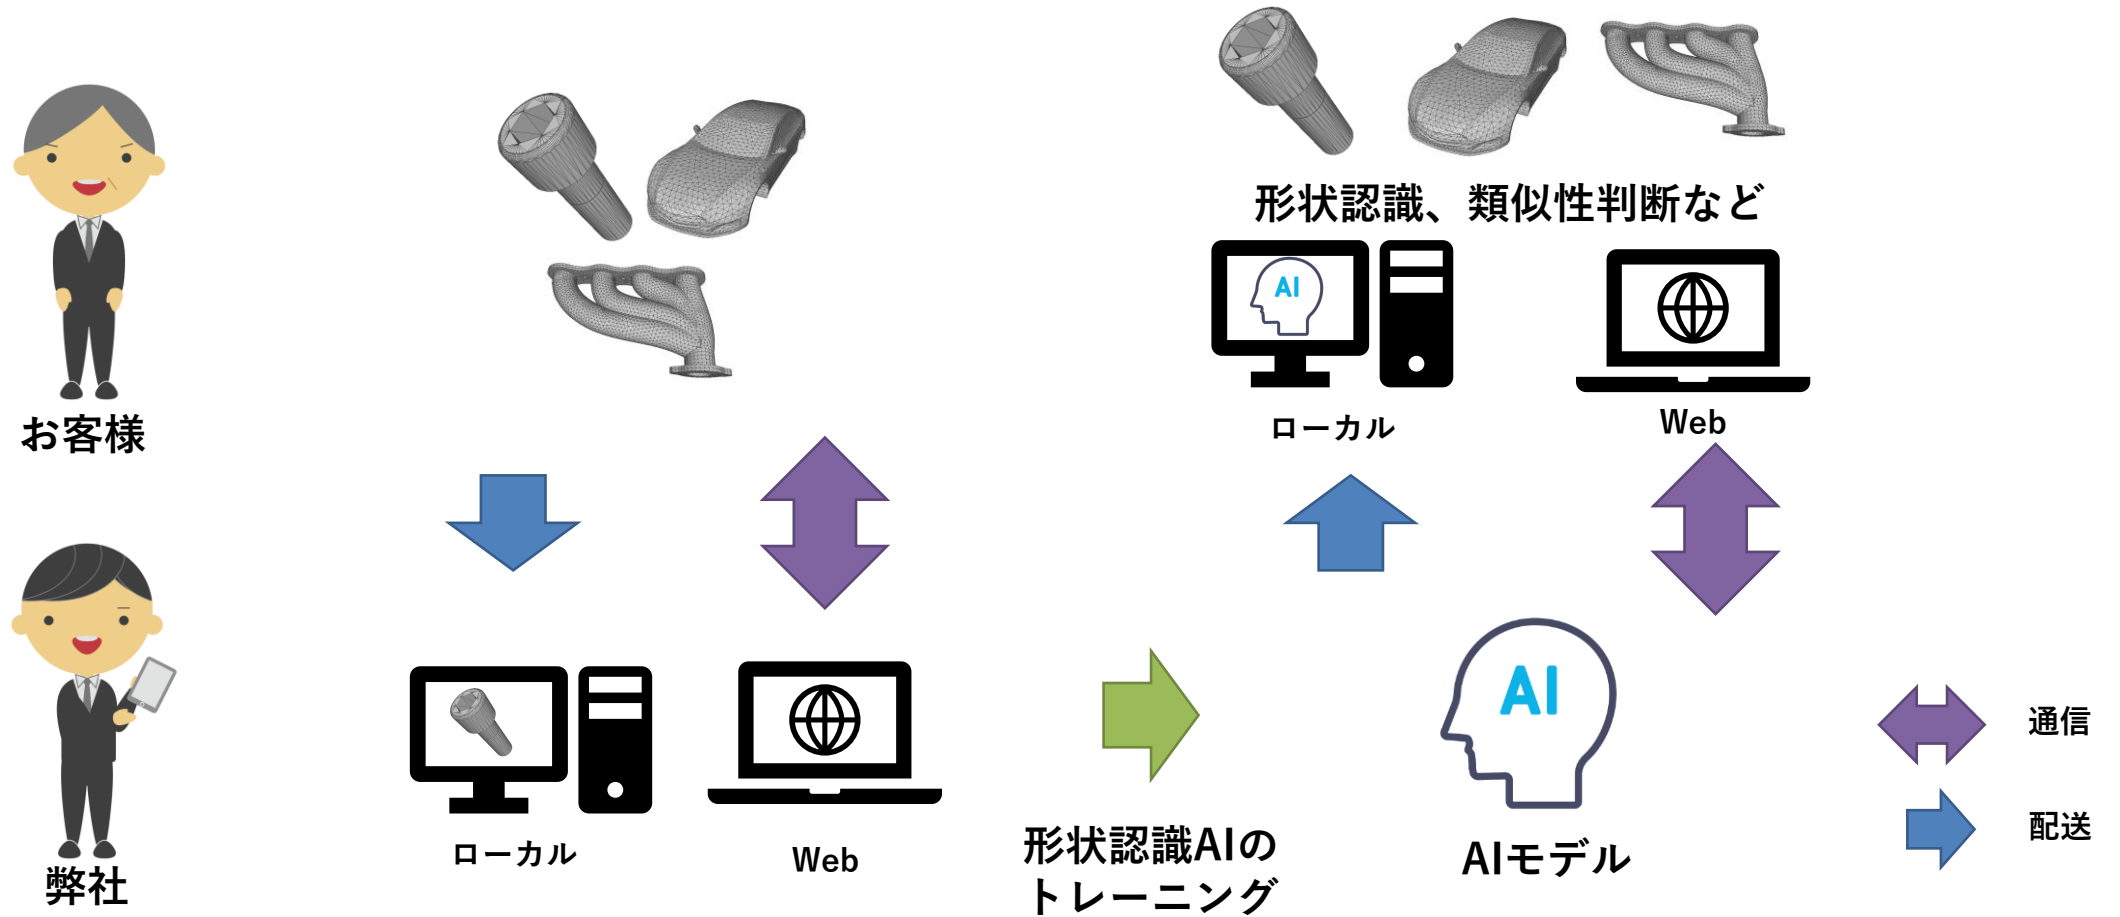 形状認識、類似性判断など
AI
ローカル
Web
お客様
AI
ローカル
Web
形状認識AIの
トレーニング
AIモデル
通信
配送
弊社